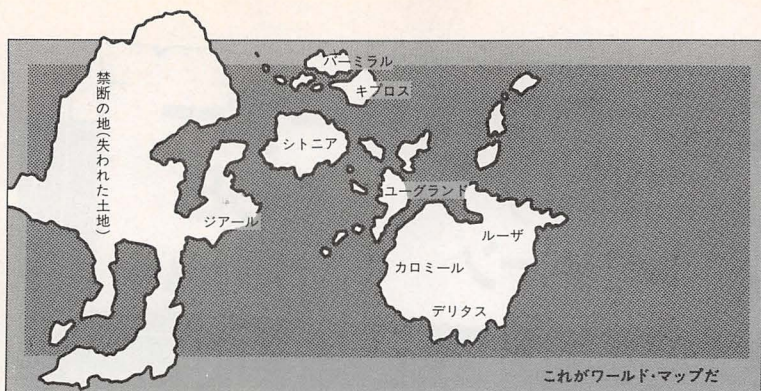 禁断の地(失われた土地)
バーミラル
キプロス
シトニア
ユーグランド
ジアール
ルーザ
カロミール
デリタス
これがワールド・マップだ